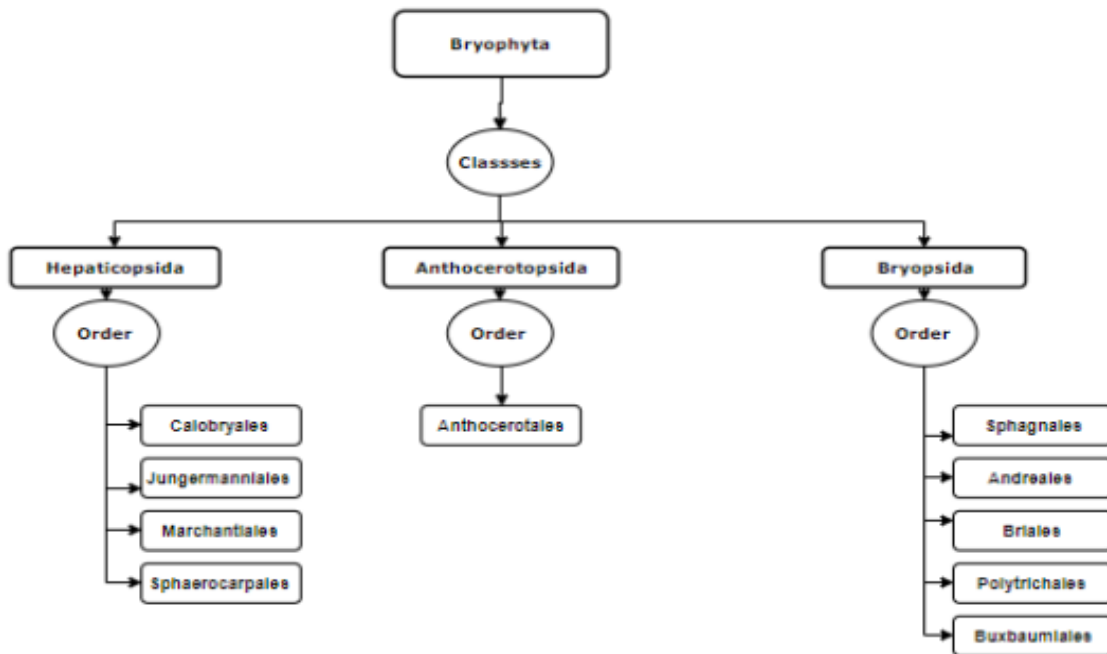 Bryophyta
Classses
Hepaticopsida
Anthocerotopsida
Bryopsida
Order
Order
Order
Calobryales
Jungermanniales
Marchantiales
Sphaerocarpales
Anthocerotales
Sphagnales
Andreales
Briales
Polytrichales
Buxbaumiales